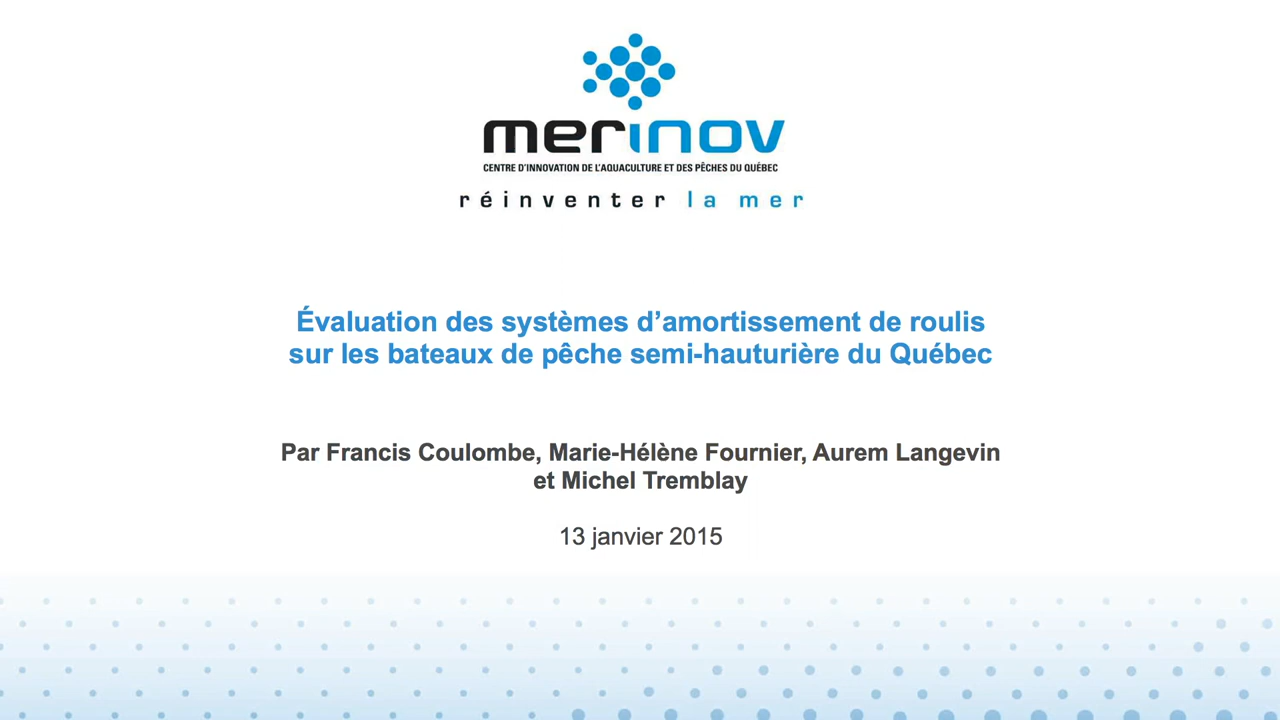 merinov
CENTRE D'INNOVATION DE L'AQUACULTURE ET DES PÊCHES DU QUÉBEC
réinventer la mer
Évaluation des systèmes d’amortissement de roulis
sur les bateaux de pêche semi-hauturière du Québec
Par Francis Coulombe, Marie-Hélène Fournier, Aurem Langevin
et Michel Tremblay
13 janvier 2015